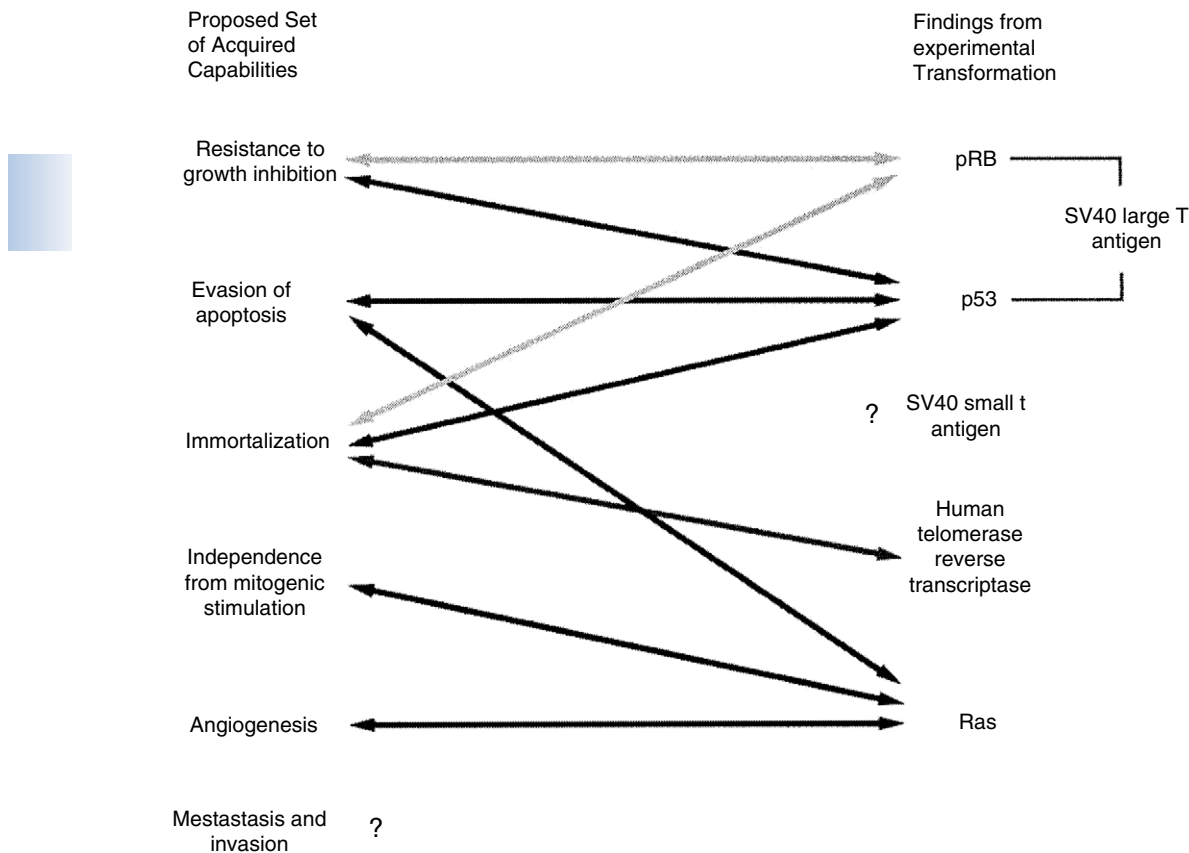 Proposed Set
of Acquired
Capabilities
Findings from
experimental
Transformation
Resistance to
growth inhibition
pRB
SV40 large T
antigen
Evasion of
apoptosis
p53
Immortalization
?
SV40 small t
antigen
Human
telomerase
reverse
transcriptase
Independence
from mitogenic
stimulation
Angiogenesis
Ras
Mestastasis and
invasion
?